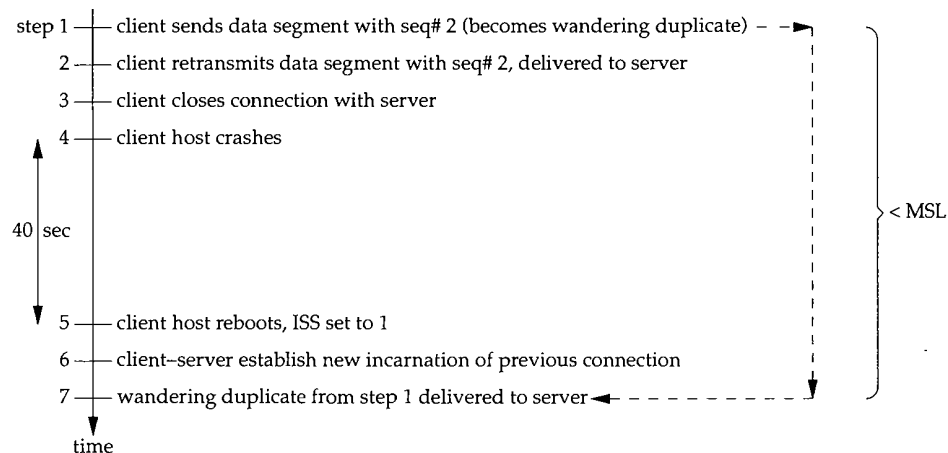 step 1 client sends data segment with seq# 2 (becomes wandering duplicate)
2 client retransmits data segment with seq# 2, delivered to server
3 client closes connection with server
4 client host crashes
40 sec
< MSL
5 client host reboots, ISS set to 1
6 client–server establish new incarnation of previous connection
7 wandering duplicate from step 1 delivered to server
time